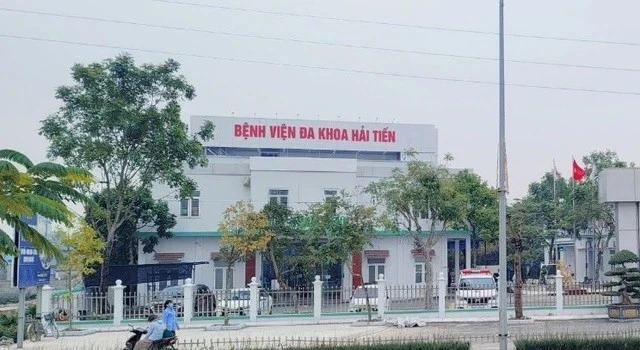 BỆNH VIỆN ĐA KHOA HẢI TIẾN